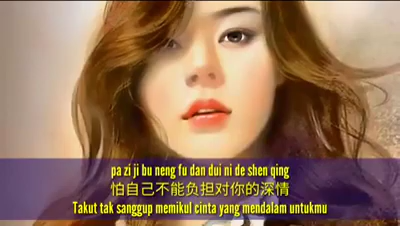 pa zi ji bu neng fu dan dui ni de shen qing
怕自己不能负担对你的深情
Takut tak sanggup memikul cinta yang mendalam untukmu